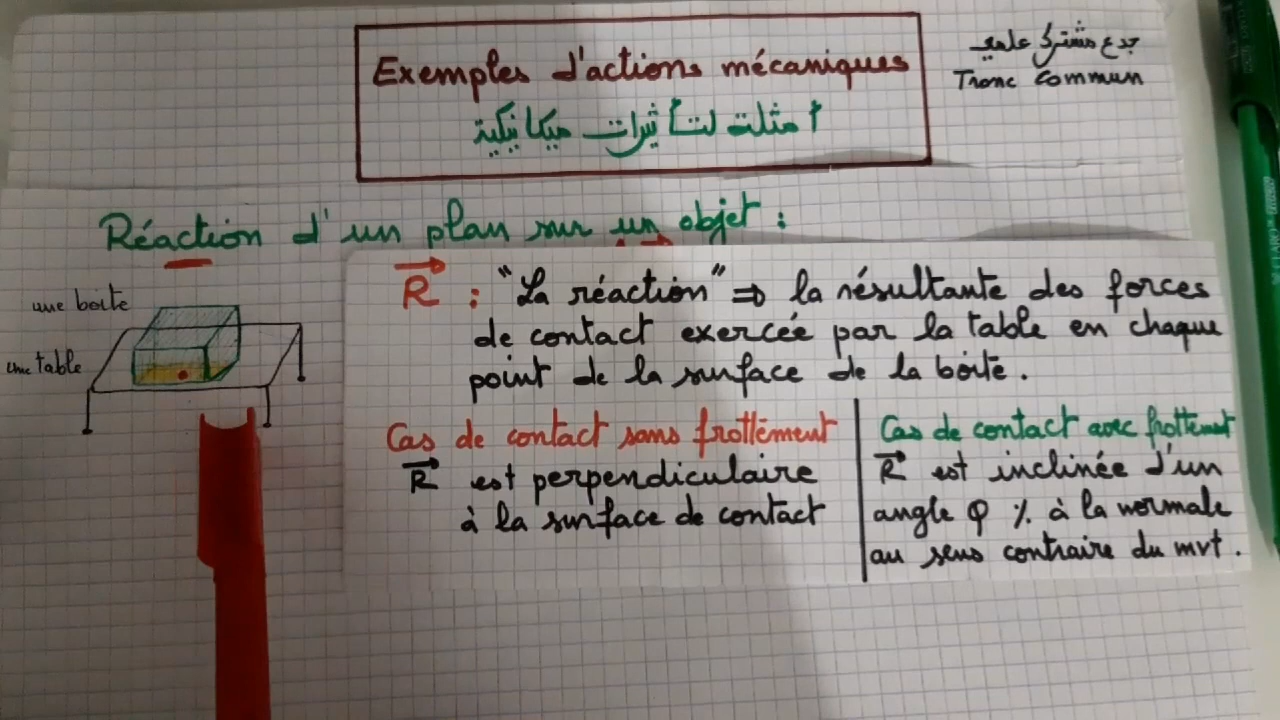 Exemples d'actions mécaniques
أمثلة لتأثيرات ميكانيكية
جدع مشترك علمي
Tronc Commun
Réaction d'un plan sur un objet :
une boite
une table
R : "La réaction" ⇒ la résultante des forces
de contact exercée par la table en chaque
point de la surface de la boite.
Cas de contact sans frottement
R est perpendiculaire
à la surface de contact
Cas de contact avec frottement
R est inclinée d'un
angle φ % à la normale
au sens contraire du mvt.